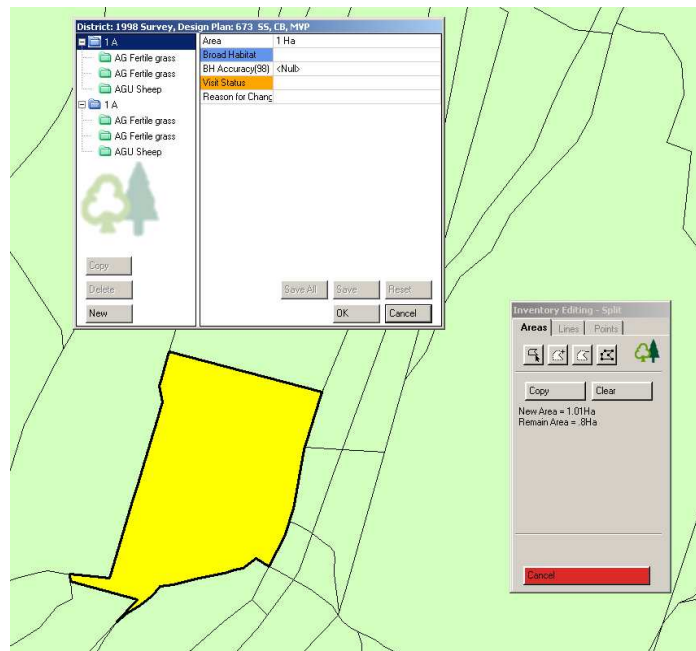 District: 1998 Survey, Design Plan: 673 SS, CB, MVP
1 A
AG Fertile grass
AG Fertile grass
AGU Sheep
1 A
AG Fertile grass
AG Fertile grass
AGU Sheep
Copy
Delete
New
Area 1 Ha
Broad Habitat
BH Accuracy(98) <Null>
Visit Status
Reason for Chang
Save All Save Reset
OK Cancel
Inventory Editing - Split
Areas Lines Points
Copy Clear
New Area = 1.01Ha
Remain Area = .8Ha
Cancel